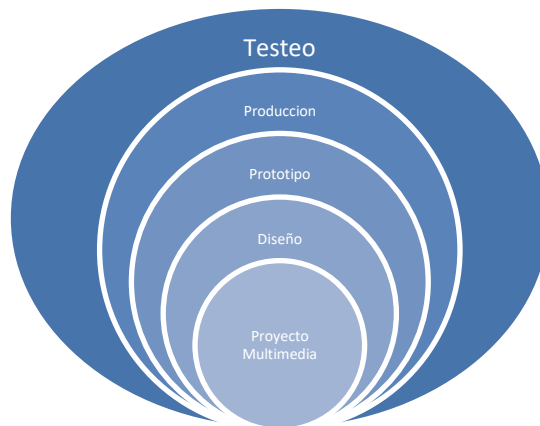 Testeo
Produccion
Prototipo
Diseño
Proyecto
Multimedia